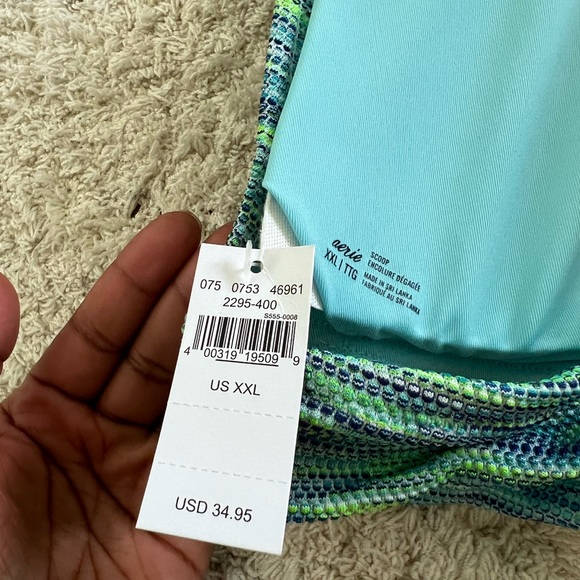 aerie
XXL | TTG
SCOOP
ENCOLURE DÉGAGÉE
MADE IN SRI LANKA
FABRIQUÉ AU SRI LANKA
075 0753 46961
2295-400
S555-0008
4 00319 19509 9
US XXL
USD 34.95